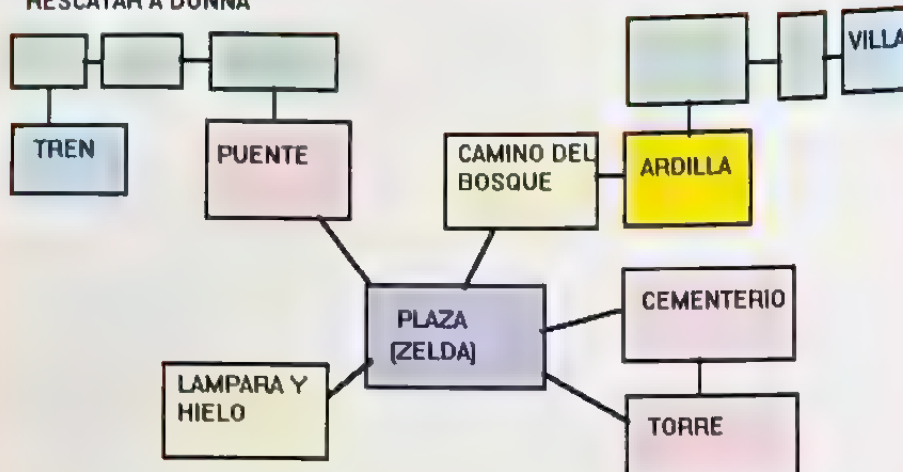 RESCATAR A DONNA
VILLA
TREN
PUENTE
CAMINO DEL
BOSQUE
ARDILLA
PLAZA
(ZELDA)
CEMENTERIO
LAMPARA Y
HIELO
TORRE